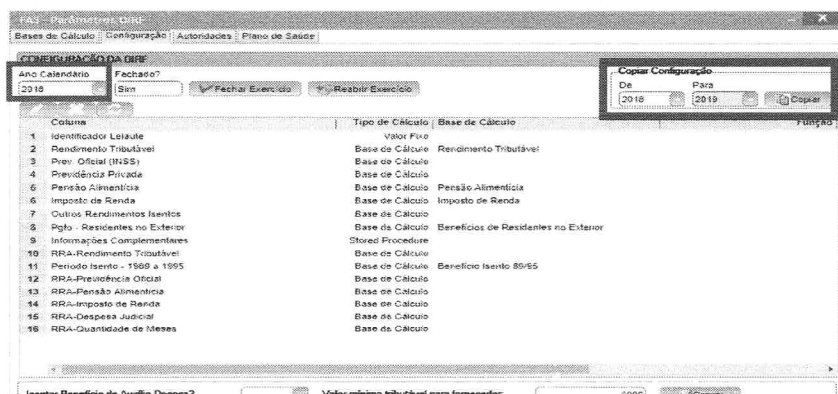 FA3 - Parâmetros DIRF
Bases de Cálculo Configuração Autoridades Plano de Saúde
CONFIGURAÇÃO DA DIRF
Ano Calendário Fechado?
2018 Sim Fechar Exercício Reabrir Exercício
Copiar Configuração
De Para
2018 2019 Copiar
Coluna Tipo de Cálculo Base de Cálculo Função
1 Identificador Leiaute Valor Fixo
2 Rendimento Tributável Base de Cálculo Rendimento Tributável
3 Prev. Oficial (INSS) Base de Cálculo
4 Previdência Privada Base de Cálculo
5 Pensão Alimentícia Base de Cálculo Pensão Alimentícia
6 Imposto de Renda Base de Cálculo Imposto de Renda
7 Outros Rendimentos Isentos Base de Cálculo
8 Pgto - Residentes no Exterior Base de Cálculo Benefícios de Residentes no Exterior
9 Informações Complementares Stored Procedure
10 RRA-Rendimento Tributável Base de Cálculo
11 Periodo Isento - 1989 a 1995 Base de Cálculo Benefício Isento 89/95
12 RRA-Previdência Oficial Base de Cálculo
13 RRA-Pensão Alimentícia Base de Cálculo
14 RRA-Imposto de Renda Base de Cálculo
15 RRA-Despesa Judicial Base de Cálculo
16 RRA-Quantidade de Meses Base de Cálculo
Valor mínimo tributável para fornecedor